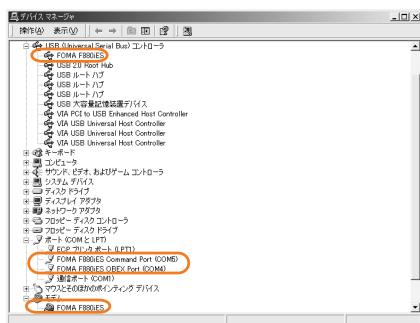 デバイス マネージャ
操作(A) 表示(V)
USB (Universal Serial Bus) コントローラ
FOMA F880iES
USB 2.0 Root Hub
USB ルート ハブ
USB ルート ハブ
USB ルート ハブ
USB 大容量記憶装置デバイス
VIA PCI to USB Enhanced Host Controller
VIA USB Universal Host Controller
VIA USB Universal Host Controller
VIA USB Universal Host Controller
キーボード
コンピュータ
サウンド、ビデオ、およびゲーム コントローラ
システム デバイス
ディスク ドライブ
ディスプレイ アダプタ
ネットワーク アダプタ
フロッピー ディスク コントローラ
フロッピー ディスク ドライブ
ポート (COM と LPT)
ECP プリンタ ポート (LPT1)
FOMA F880iES Command Port (COM5)
FOMA F880iES OBEX Port (COM4)
通信ポート (COM1)
マウスとそのほかのポインティング デバイス
モデム
FOMA F880iES